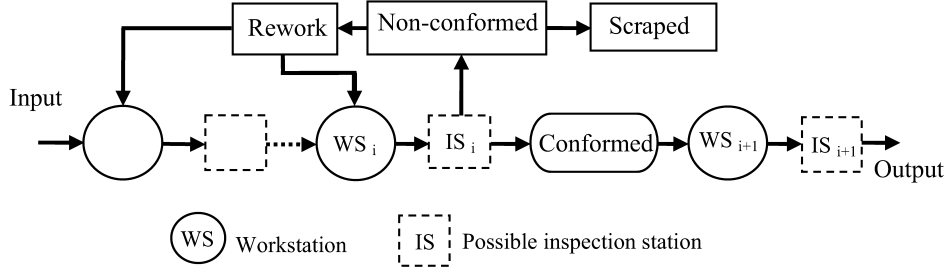 Rework
Non-conformed
Scraped
Input
WS i
IS i
Conformed
WS i+1
IS i+1
Output
WS
Workstation
IS
Possible inspection station